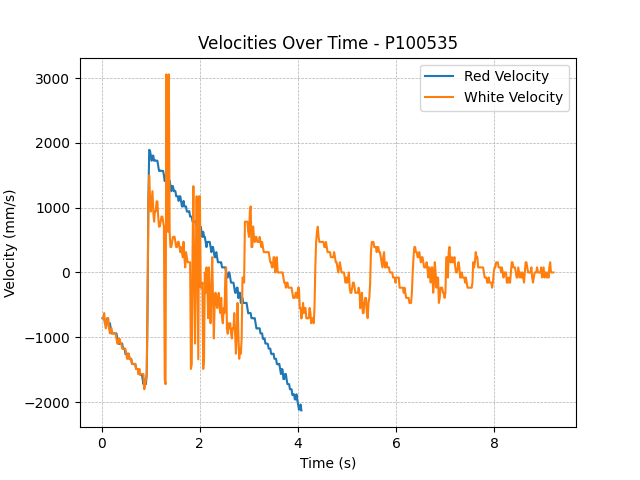 Velocities Over Time - P100535
Red Velocity
White Velocity
Velocity (mm/s)
3000
2000
1000
0
−1000
−2000
0
2
4
6
8
Time (s)